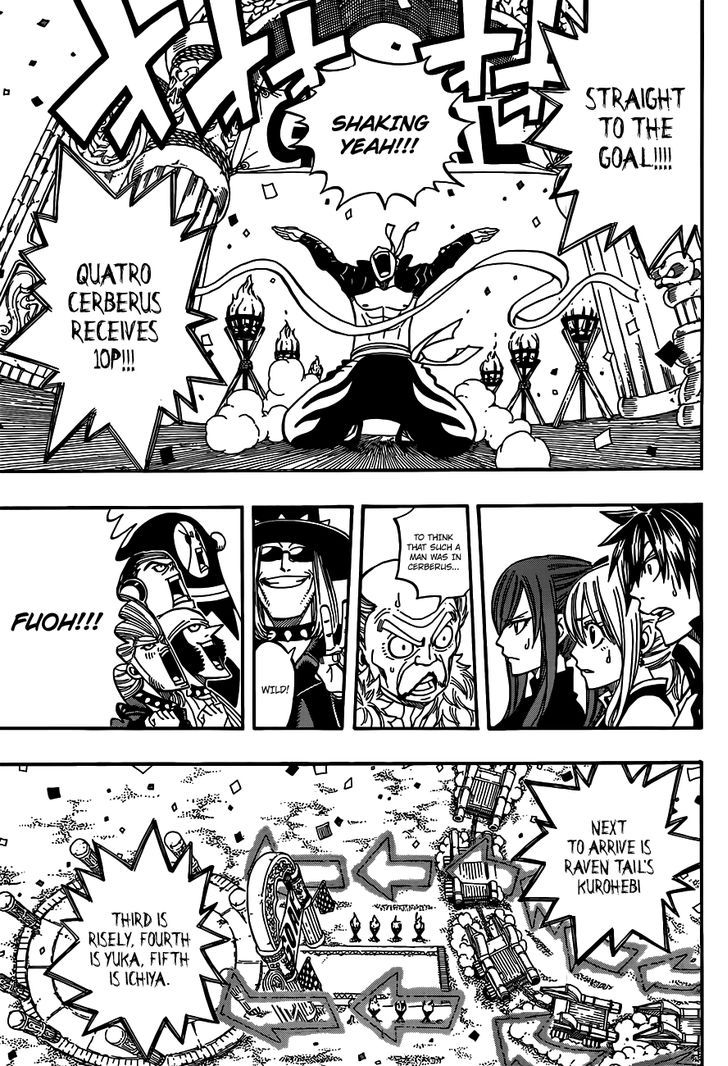 STRAIGHT
TO THE
GOAL!!!!
SHAKING
YEAH!!!
QUATRO
CERBERUS
RECEIVES
10P!!!
TO THINK
THAT SUCH A
MAN WAS IN
CERBERUS...
WILD!
FUOH!!!
NEXT
TO ARRIVE IS
RAVEN TAIL'S
KUROHEBI
THIRD IS
RISELY, FOURTH
IS YUKA, FIFTH
IS ICHIYA.
GOAL